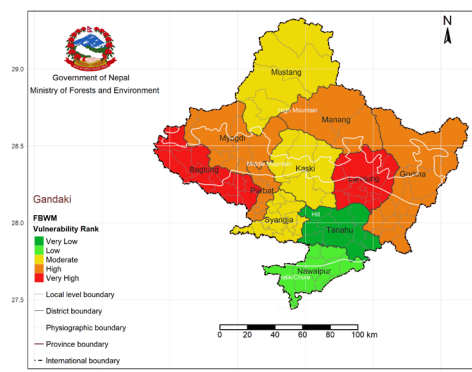 N
Government of Nepal
Ministry of Forests and Environment
29.0
28.5
28.0
27.5
Mustang
High Mountain
Manang
Myagdi
Middle Mountain
Baglung
Kaski
Lamjung
Gorkha
Parbat
Syangja
Hill
Tanahu
Nawalpur
Gandaki
FBWM
Vulnerability Rank
Very Low
Low
Moderate
High
Very High
Local level boundary
District boundary
Physiographic boundary
Province boundary
International boundary
0 20 40 60 80 100 km